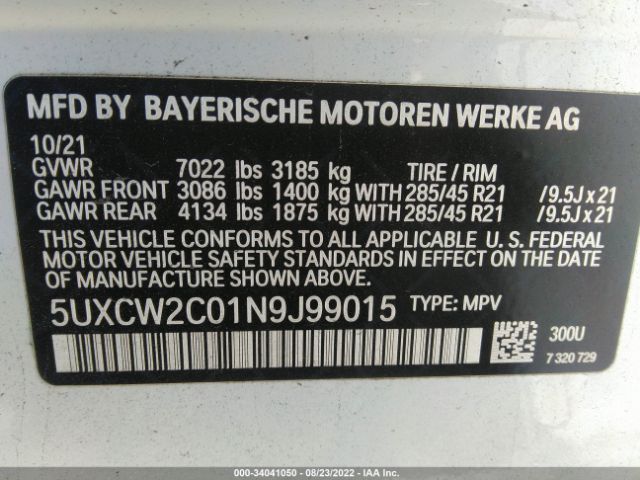 MFD BY BAYERISCHE MOTOREN WERKE AG
10/21
GVWR 7022 lbs 3185 kg TIRE / RIM
GAWR FRONT 3086 lbs 1400 kg WITH 285/45 R21 /9.5J x 21
GAWR REAR 4134 lbs 1875 kg WITH 285/45 R21 /9.5J x 21
THIS VEHICLE CONFORMS TO ALL APPLICABLE U. S. FEDERAL
MOTOR VEHICLE SAFETY STANDARDS IN EFFECT ON THE DATE
OF MANUFACTURE SHOWN ABOVE.
5UXCW2C01N9J99015 TYPE: MPV
300U
7 320 729
000-34041050 - 08/23/2022 - IAA Inc.